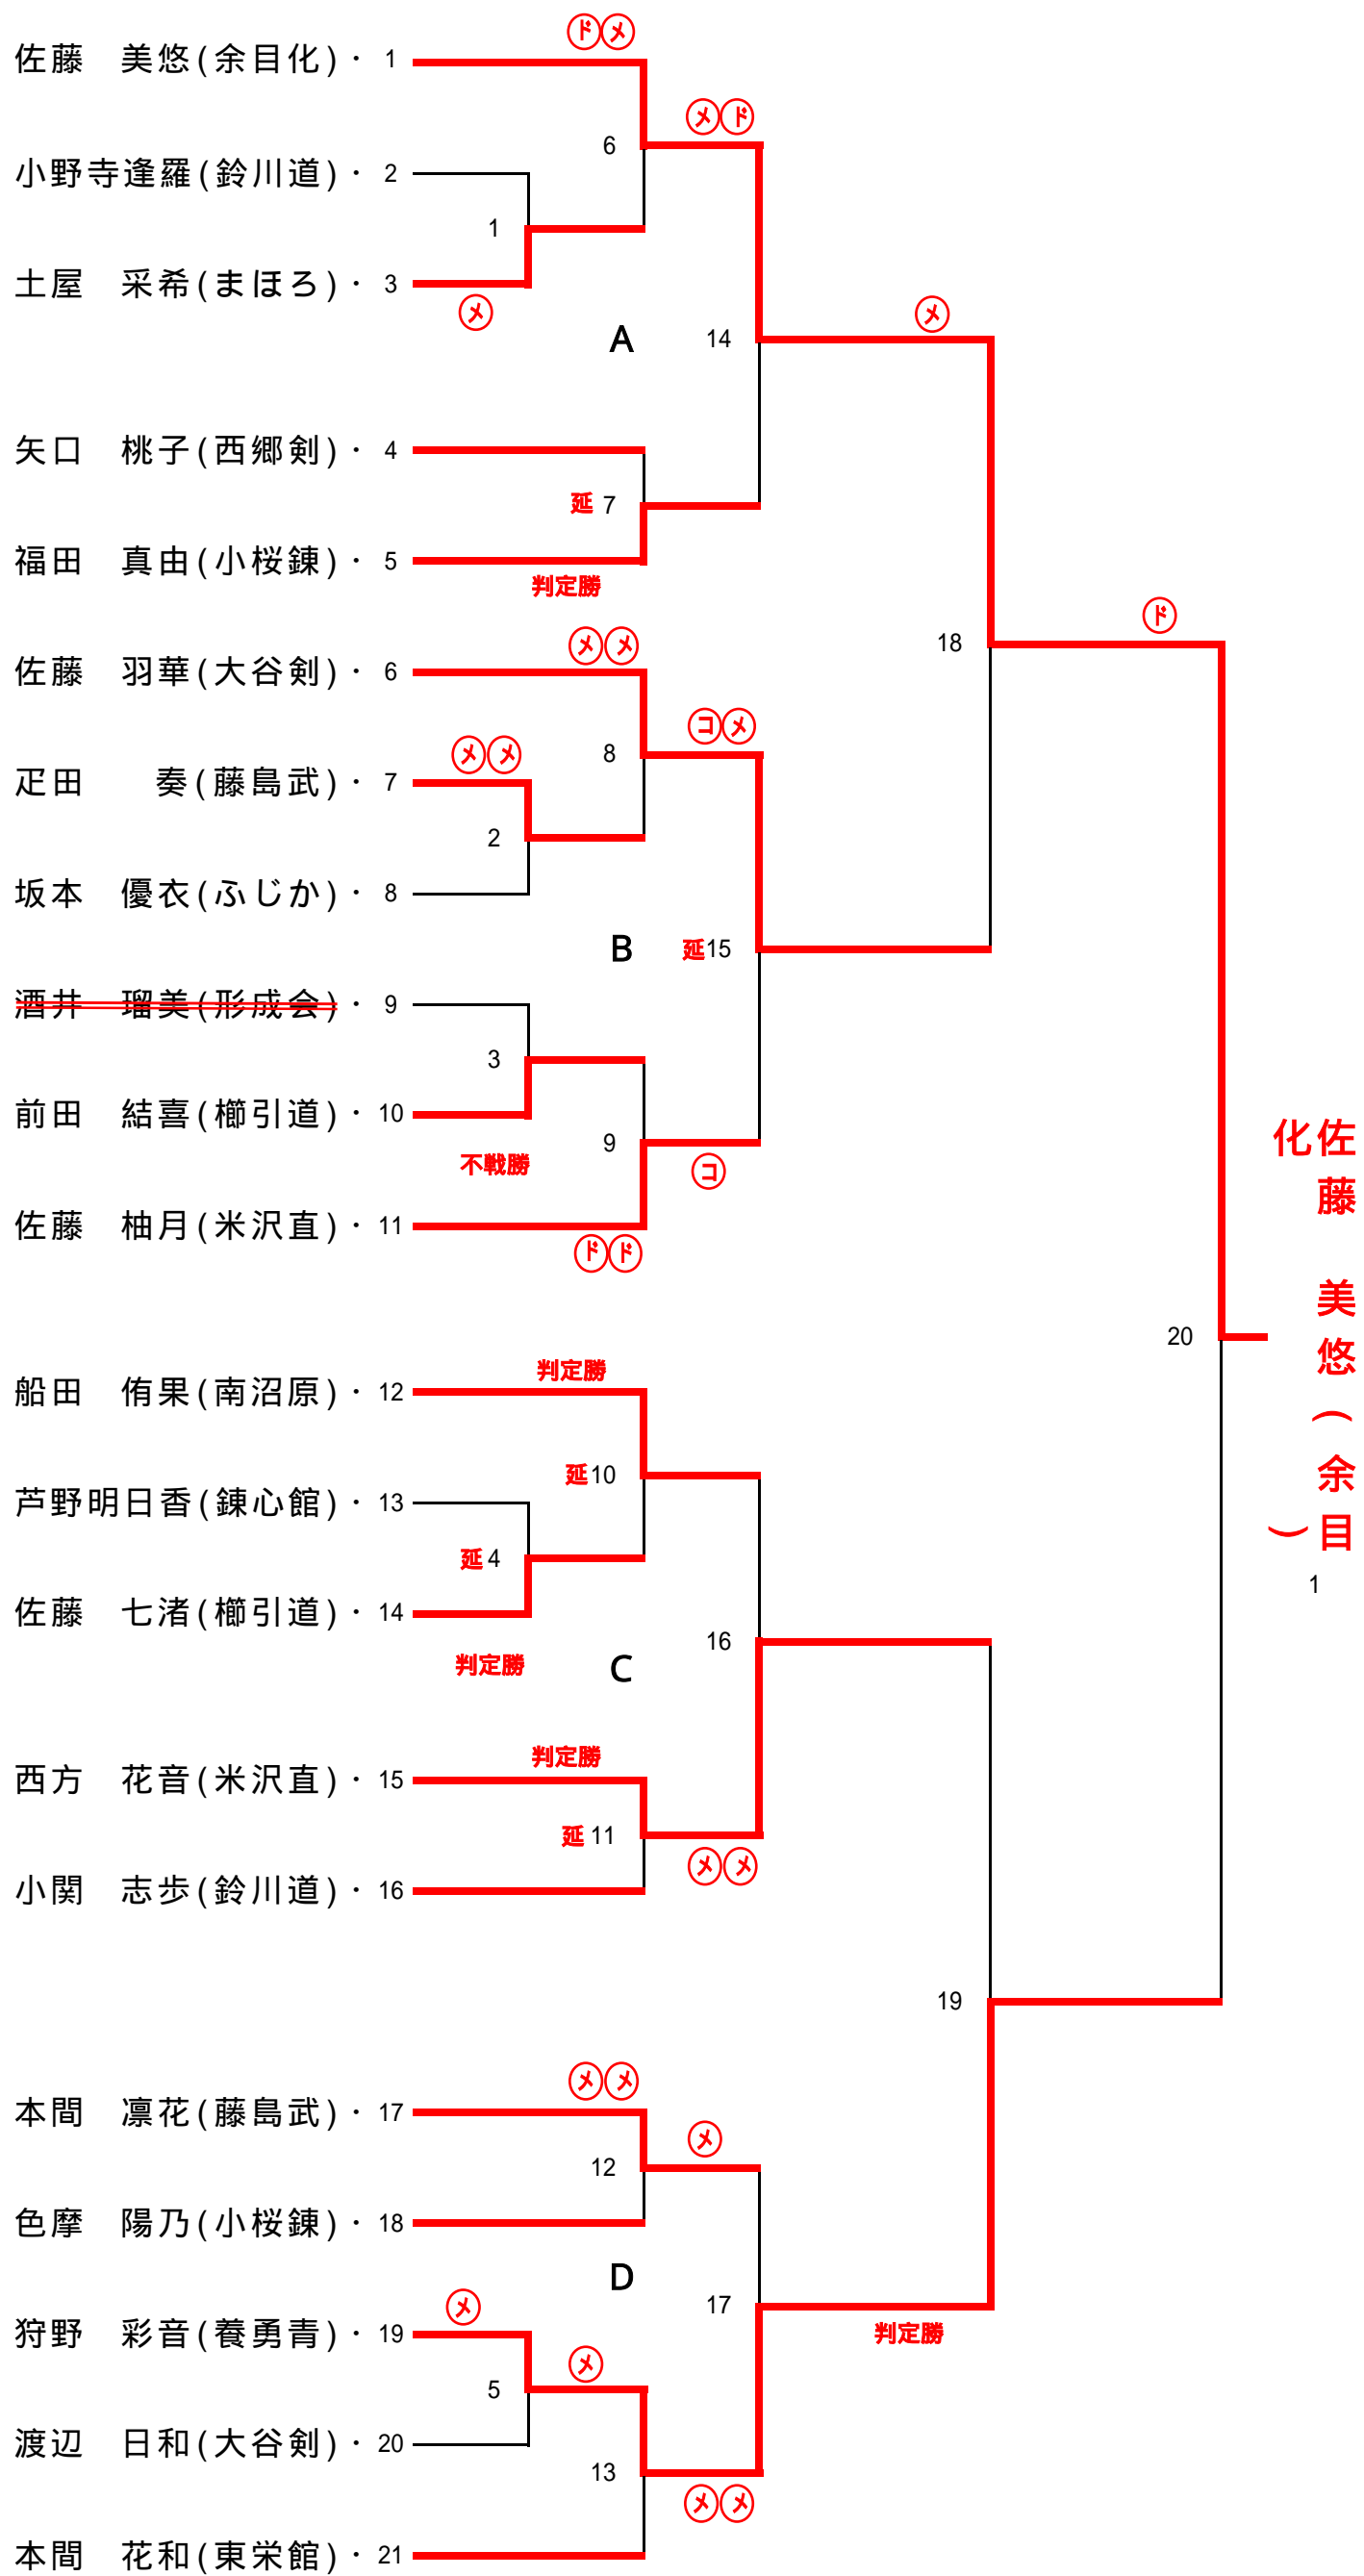 ドメ
佐藤　美悠(余目化)・ 1
メド
6
小野寺逢羅(鈴川道)・ 2
1
土屋　采希(まほろ)・ 3
メ
メ
A
14
矢口　桃子(西郷剣)・ 4
延 7
福田　真由(小桜錬)・ 5
判定勝
ド
メメ
18
佐藤　羽華(大谷剣)・ 6
コメ
メメ
8
疋田　　奏(藤島武)・ 7
2
坂本　優衣(ふじか)・ 8
B
延15
酒井　瑠美(形成会)・ 9
3
前田　結喜(櫛引道)・ 10
9
不戦勝
コ
佐藤　柚月(米沢直)・ 11
ドド
佐藤　美悠(余目化)
1
20
判定勝
船田　侑果(南沼原)・ 12
延10
芦野明日香(錬心館)・ 13
延 4
佐藤　七渚(櫛引道)・ 14
16
判定勝
C
判定勝
西方　花音(米沢直)・ 15
延 11
メメ
小関　志歩(鈴川道)・ 16
19
メメ
本間　凛花(藤島武)・ 17
メ
12
色摩　陽乃(小桜錬)・ 18
D
メ
17
狩野　彩音(養勇青)・ 19
判定勝
メ
5
渡辺　日和(大谷剣)・ 20
13
メメ
本間　花和(東栄館)・ 21